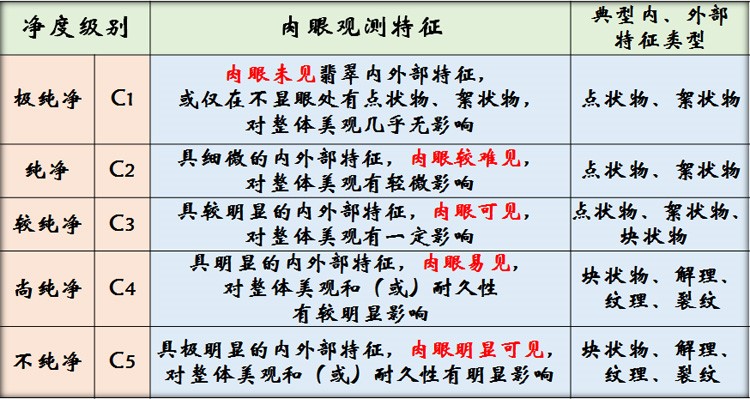 净度级别
肉眼观测特征
典型内、外部
特征类型
极纯净
C1
肉眼未见翡翠内外部特征，
或仅在不显眼处有点状物、絮状物，
对整体美观几乎无影响
点状物、絮状物
纯净
C2
具细微的内外部特征，肉眼较难见，
对整体美观有轻微影响
点状物、絮状物
较纯净
C3
具较明显的内外部特征，肉眼可见，
对整体美观有一定影响
点状物、絮状物、
块状物
尚纯净
C4
具明显的内外部特征，肉眼易见，
对整体美观和（或）耐久性
有较明显影响
块状物、解理、
纹理、裂纹
不纯净
C5
具极明显的内外部特征，肉眼明显可见，
对整体美观和（或）耐久性有明显影响
块状物、解理、
纹理、裂纹